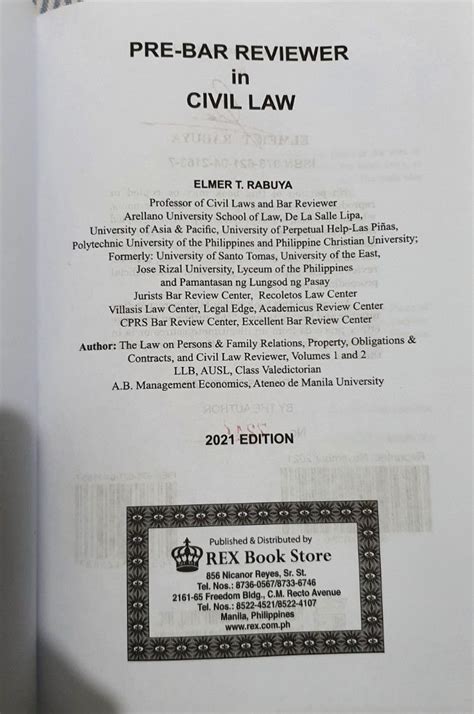 PRE-BAR REVIEWER
in
CIVIL LAW
ELMER T. RABUYA
Professor of Civil Laws and Bar Reviewer
Arellano University School of Law, De La Salle Lipa,
University of Asia & Pacific, University of Perpetual Help-Las Piñas,
Polytechnic University of the Philippines and Philippine Christian University;
Formerly: University of Santo Tomas, University of the East,
Jose Rizal University, Lyceum of the Philippines
and Pamantasan ng Lungsod ng Pasay
Jurists Bar Review Center, Recoletos Law Center
Villasis Law Center, Legal Edge, Academicus Review Center
CPRS Bar Review Center, Excellent Bar Review Center
Author: The Law on Persons & Family Relations, Property, Obligations &
Contracts, and Civil Law Reviewer, Volumes 1 and 2
LLB, AUSL, Class Valedictorian
A.B. Management Economics, Ateneo de Manila University
2021 EDITION
Published & Distributed by
REX Book Store
856 Nicanor Reyes, Sr. St.
Tel. Nos.: 8736-0567/8733-6746
2161-65 Freedom Bldg., C.M. Recto Avenue
Tel. Nos.: 8522-4521/8522-4107
Manila, Philippines
www.rex.com.ph